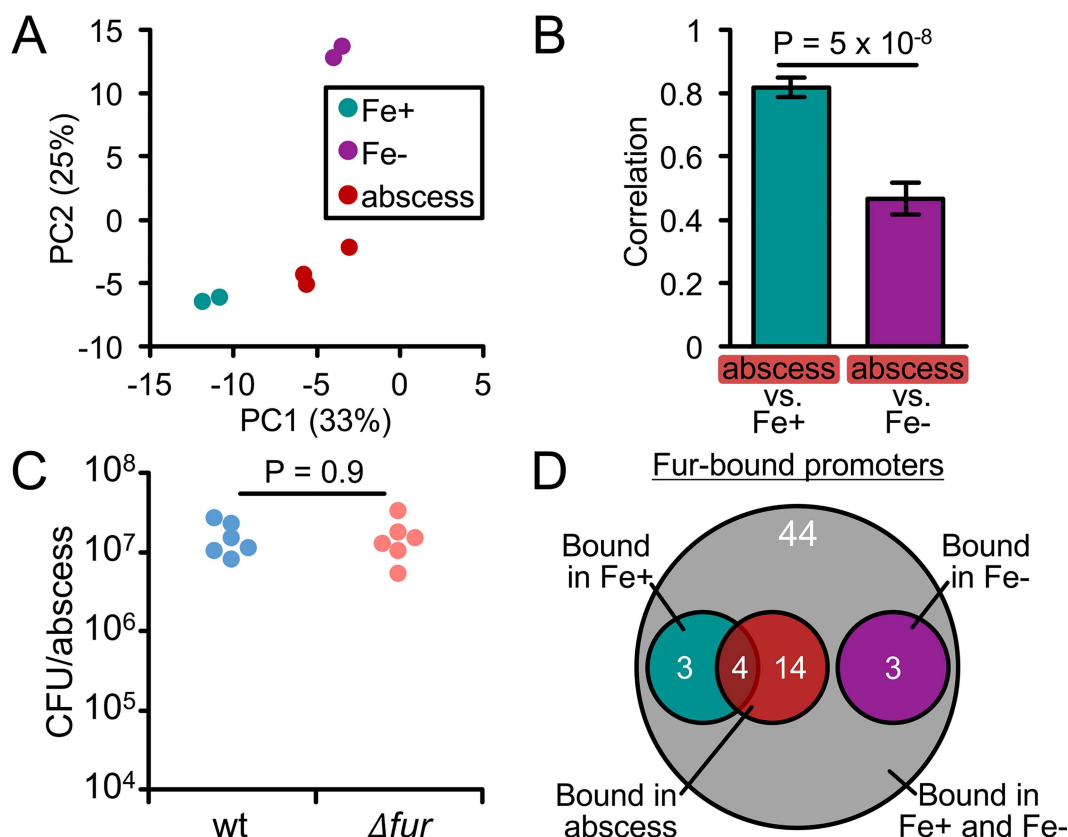 A
15
10
5
0
-5
-10
PC2 (25%)
-15
-10
-5
0
5
PC1 (33%)
Fe+
Fe-
abscess
B
P = 5 x 10-8
1
0.8
0.6
0.4
0.2
0
Correlation
abscess
vs.
Fe+
abscess
vs.
Fe-
C
P = 0.9
10⁸
10⁷
10⁶
10⁵
10⁴
CFU/abscess
wt
Δfur
D
Fur-bound promoters
44
Bound
in Fe+
Bound
in Fe-
3
4
14
3
Bound in
abscess
Bound in
Fe+ and Fe-